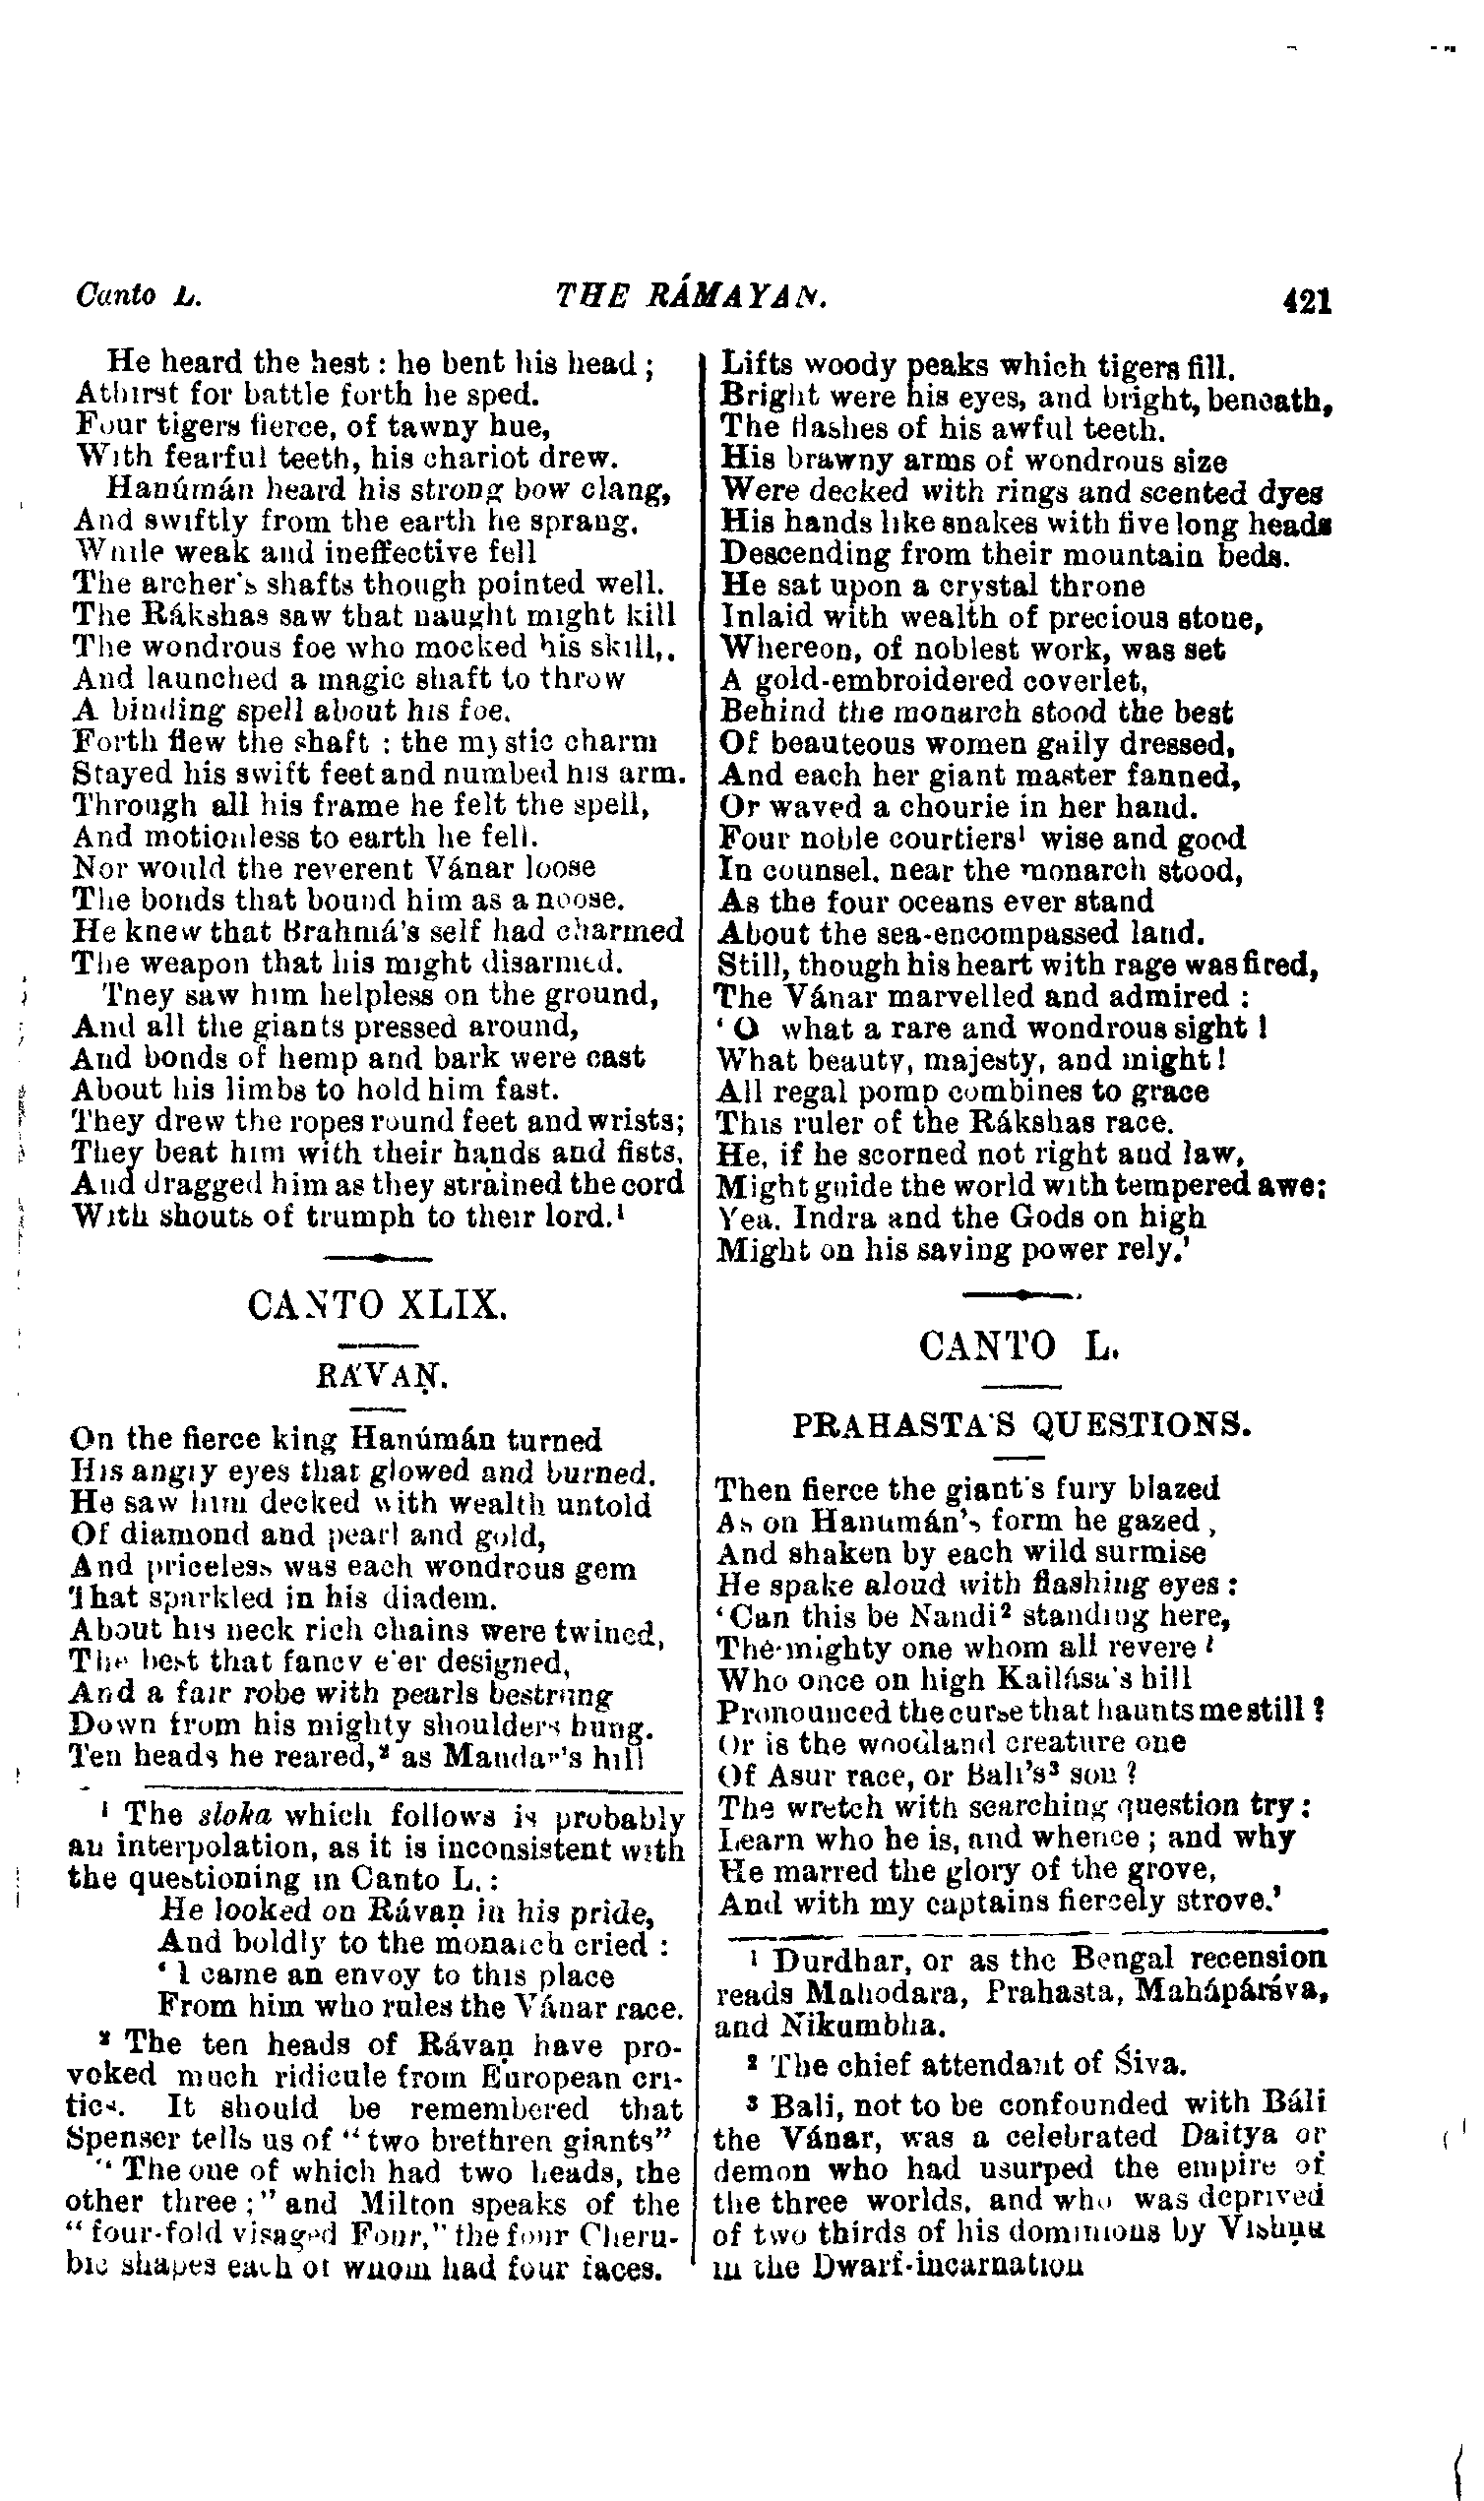 Canto L.
THE RÁMAYAN.
421
He heard the hest : he bent his head ;
Athirst for battle forth he sped.
Four tigers fierce, of tawny hue,
With fearful teeth, his chariot drew.
Hanúmán heard his strong bow clang,
And swiftly from the earth he sprang,
While weak and ineffective fell
The archer's shafts though pointed well.
The Rákshas saw that naught might kill
The wondrous foe who mocked his skill,.
And launched a magic shaft to throw
A binding spell about his foe.
Forth flew the shaft : the mystic charm
Stayed his swift feet and numbed his arm.
Through all his frame he felt the spell,
And motionless to earth he fell.
Nor would the reverent Vánar loose
The bonds that bound him as a noose.
He knew that Brahmá's self had charmed
The weapon that his might disarmed.
They saw him helpless on the ground,
And all the giants pressed around,
And bonds of hemp and bark were cast
About his limbs to hold him fast.
They drew the ropes round feet and wrists;
They beat him with their hands and fists,
And dragged him as they strained the cord
With shouts of trumph to their lord.¹
CANTO XLIX.
RÁVAṆ.
On the fierce king Hanúmán turned
His angry eyes that glowed and burned.
He saw him decked with wealth untold
Of diamond and pearl and gold,
And priceless was each wondrous gem
That sparkled in his diadem.
About his neck rich chains were twined,
The best that fancy e'er designed,
And a fair robe with pearls bestrung
Down from his mighty shoulders hung.
Ten heads he reared,² as Mandar's hill
¹ The sloka which follows is probably
an interpolation, as it is inconsistent with
the questioning in Canto L. :
He looked on Rávaṇ in his pride,
And boldly to the monarch cried :
‘ I came an envoy to this place
From him who rules the Vánar race.
² The ten heads of Rávaṇ have pro-
voked much ridicule from European cri-
tics. It should be remembered that
Spenser tells us of “ two brethren giants”
“ The one of which had two heads, the
other three ;” and Milton speaks of the
“ four-fold visaged Four,” the four Cheru-
bic shapes each of whom had four faces.
Lifts woody peaks which tigers fill.
Bright were his eyes, and bright, beneath,
The flashes of his awful teeth.
His brawny arms of wondrous size
Were decked with rings and scented dyes
His hands like snakes with five long heads
Descending from their mountain beds.
He sat upon a crystal throne
Inlaid with wealth of precious stone,
Whereon, of noblest work, was set
A gold-embroidered coverlet,
Behind the monarch stood the best
Of beauteous women gaily dressed,
And each her giant master fanned,
Or waved a chourie in her hand.
Four noble courtiers¹ wise and good
In counsel, near the monarch stood,
As the four oceans ever stand
About the sea-encompassed land.
Still, though his heart with rage was fired,
The Vánar marvelled and admired :
‘ O what a rare and wondrous sight !
What beauty, majesty, and might !
All regal pomp combines to grace
This ruler of the Rákshas race.
He, if he scorned not right and law,
Might guide the world with tempered awe:
Yea, Indra and the Gods on high
Might on his saving power rely.’
CANTO L.
PRAHASTA'S QUESTIONS.
Then fierce the giant's fury blazed
As on Hanumán's form he gazed,
And shaken by each wild surmise
He spake aloud with flashing eyes :
‘Can this be Nandi² standing here,
The mighty one whom all revere ?
Who once on high Kailása's hill
Pronounced the curse that haunts me still ?
Or is the woodland creature one
Of Asur race, or Bali's³ son ?
The wretch with searching question try :
Learn who he is, and whence ; and why
He marred the glory of the grove,
And with my captains fiercely strove.’
¹ Durdhar, or as the Bengal recension
reads Mahodara, Prahasta, Mahápárśva,
and Nikumbha.
² The chief attendant of Śiva.
³ Bali, not to be confounded with Báli
the Vánar, was a celebrated Daitya or
demon who had usurped the empire of
the three worlds, and who was deprived
of two thirds of his dominions by Vishṇu
in the Dwarf-incarnation